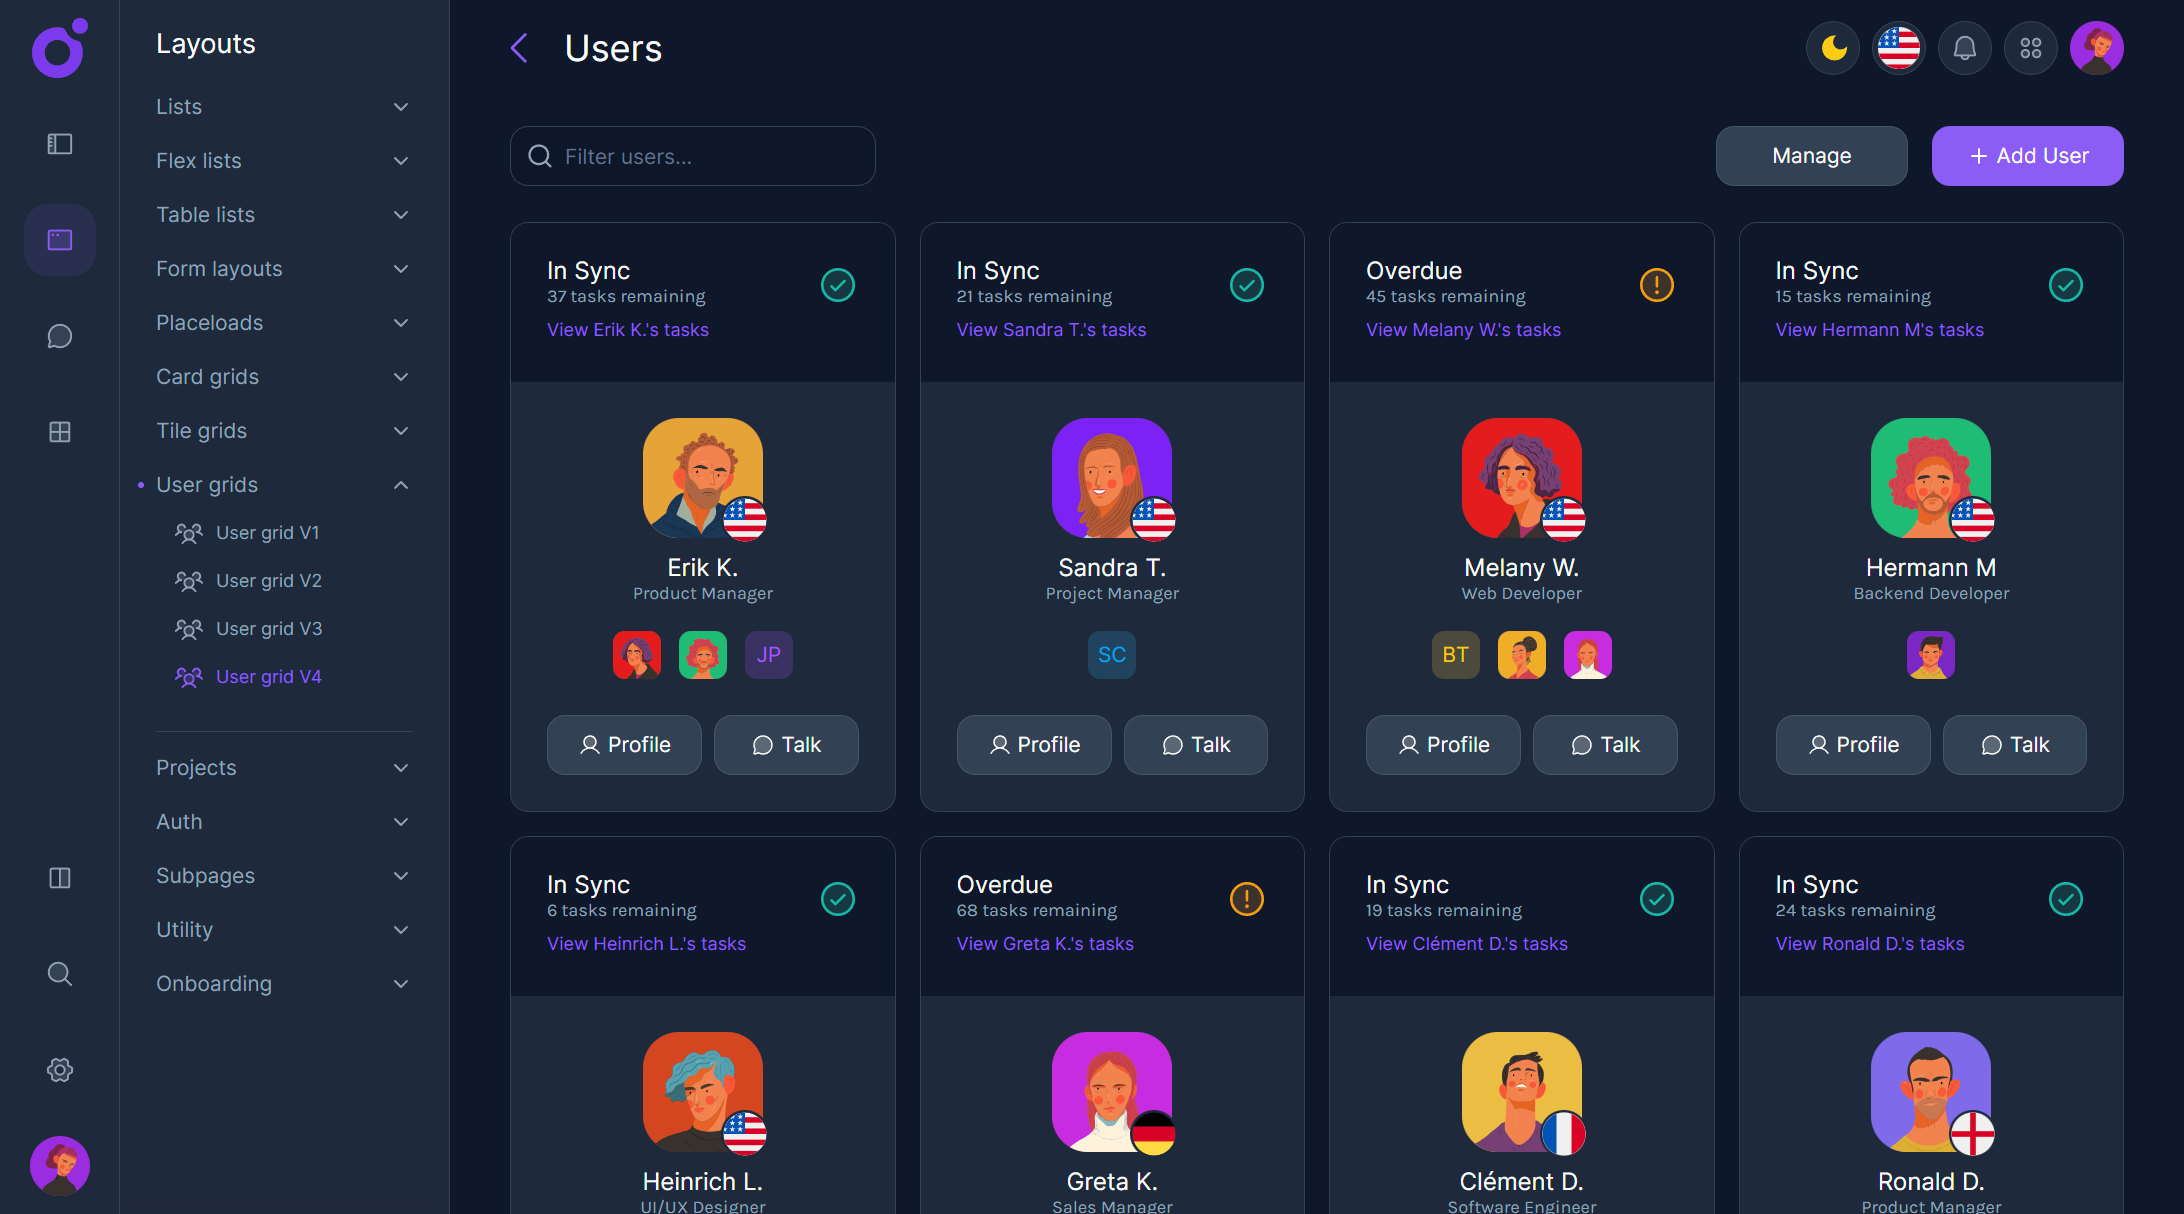 Layouts
Lists
Flex lists
Table lists
Form layouts
Placeloads
Card grids
Tile grids
User grids
User grid V1
User grid V2
User grid V3
User grid V4
Projects
Auth
Subpages
Utility
Onboarding
Users
Filter users...
Manage
+ Add User
In Sync
37 tasks remaining
View Erik K.'s tasks
Erik K.
Product Manager
JP
Profile
Talk
In Sync
21 tasks remaining
View Sandra T.'s tasks
Sandra T.
Project Manager
SC
Profile
Talk
Overdue
45 tasks remaining
View Melany W.'s tasks
Melany W.
Web Developer
BT
Profile
Talk
In Sync
15 tasks remaining
View Hermann M's tasks
Hermann M
Backend Developer
Profile
Talk
In Sync
6 tasks remaining
View Heinrich L.'s tasks
Heinrich L.
UI/UX Designer
Overdue
68 tasks remaining
View Greta K.'s tasks
Greta K.
Sales Manager
In Sync
19 tasks remaining
View Clément D.'s tasks
Clément D.
Software Engineer
In Sync
24 tasks remaining
View Ronald D.'s tasks
Ronald D.
Product Manager